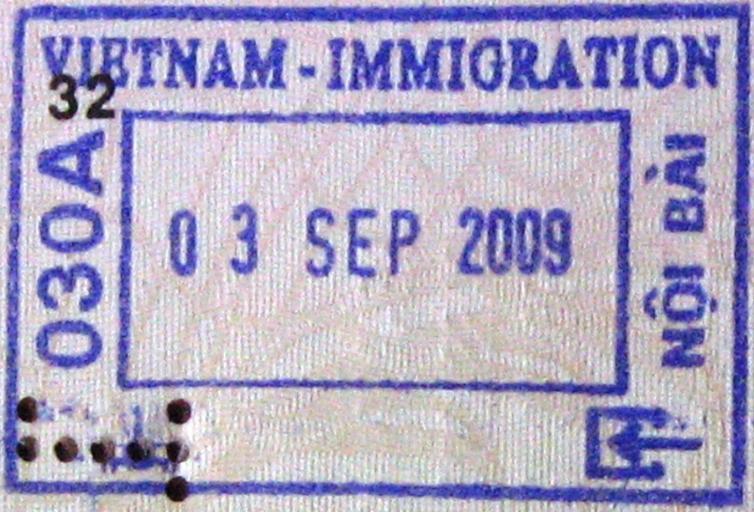 VIETNAM - IMMIGRATION
32
030A
0 3 SEP 2009
NỘI BÀI